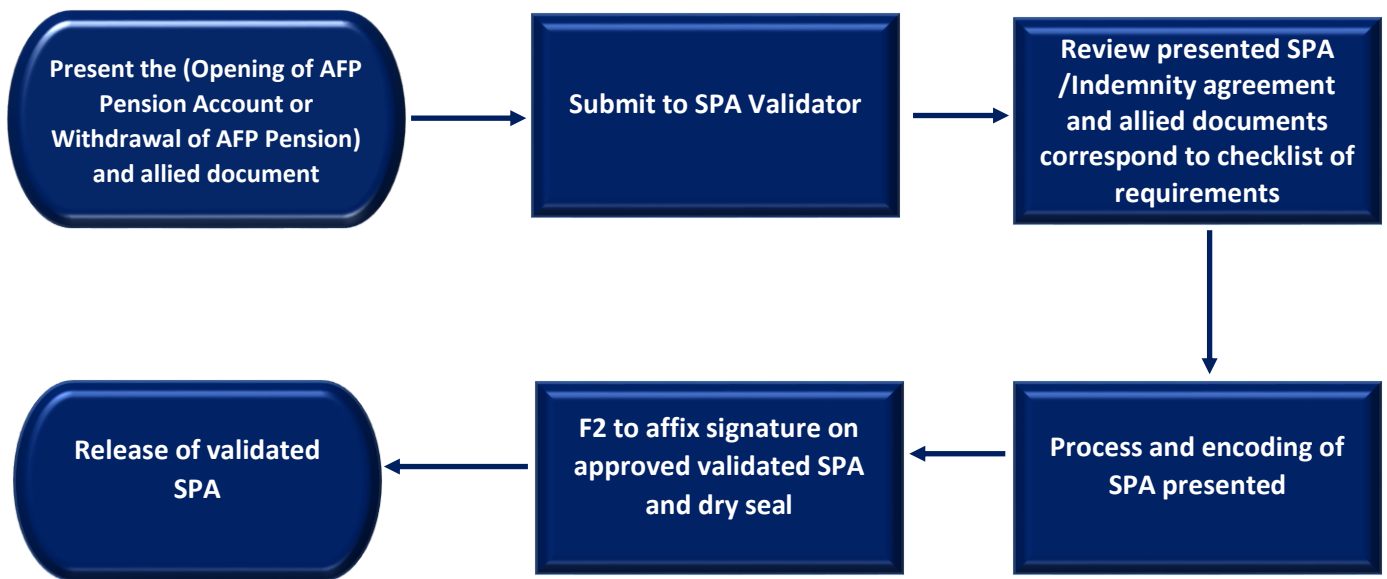 Present the (Opening of AFP
Pension Account or
Withdrawal of AFP Pension)
and allied document
Submit to SPA Validator
Review presented SPA
/Indemnity agreement
and allied documents
correspond to checklist of
requirements
Process and encoding of
SPA presented
F2 to affix signature on
approved validated SPA
and dry seal
Release of validated
SPA